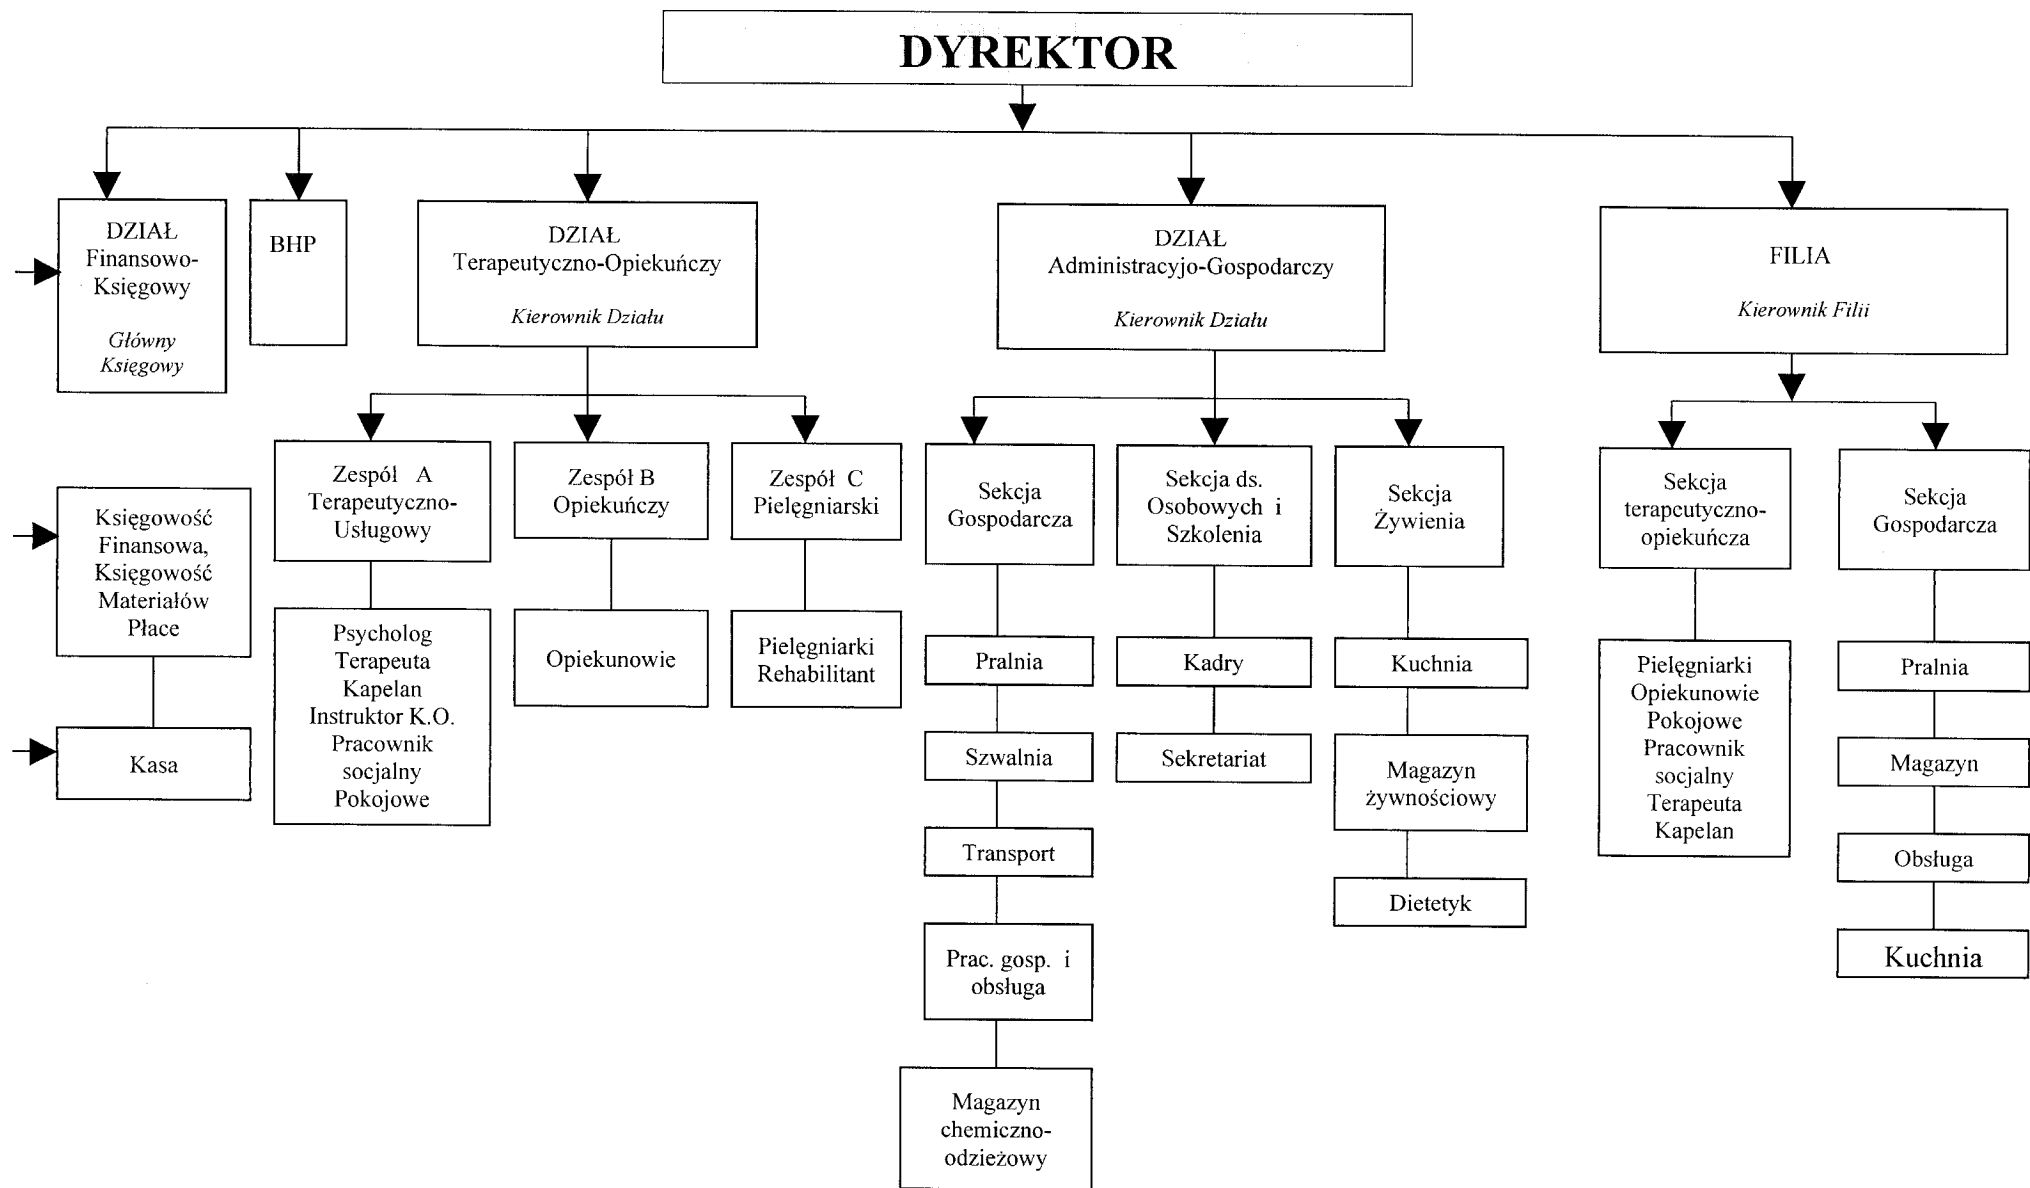 DYREKTOR
DZIAŁ
Finansowo-
Księgowy
Główny
Księgowy
BHP
DZIAŁ
Terapeutyczno-Opiekuńczy
Kierownik Działu
DZIAŁ
Administracyjo-Gospodarczy
Kierownik Działu
FILIA
Kierownik Filii
Księgowość
Finansowa,
Księgowość
Materiałów
Płace
Kasa
Zespół A
Terapeutyczno-
Usługowy
Psycholog
Terapeuta
Kapelan
Instruktor K.O.
Pracownik
socjalny
Pokojowe
Zespół B
Opiekuńczy
Opiekunowie
Zespół C
Pielęgniarski
Pielęgniarki
Rehabilitant
Sekcja
Gospodarcza
Pralnia
Szwalnia
Transport
Prac. gosp. i
obsługa
Magazyn
chemiczno-
odzieżowy
Sekcja ds.
Osobowych i
Szkolenia
Kadry
Sekretariat
Sekcja
Żywienia
Kuchnia
Magazyn
żywnościowy
Dietetyk
Sekcja
terapeutyczno-
opiekuńcza
Pielęgniarki
Opiekunowie
Pokojowe
Pracownik
socjalny
Terapeuta
Kapelan
Sekcja
Gospodarcza
Pralnia
Magazyn
Obsługa
Kuchnia